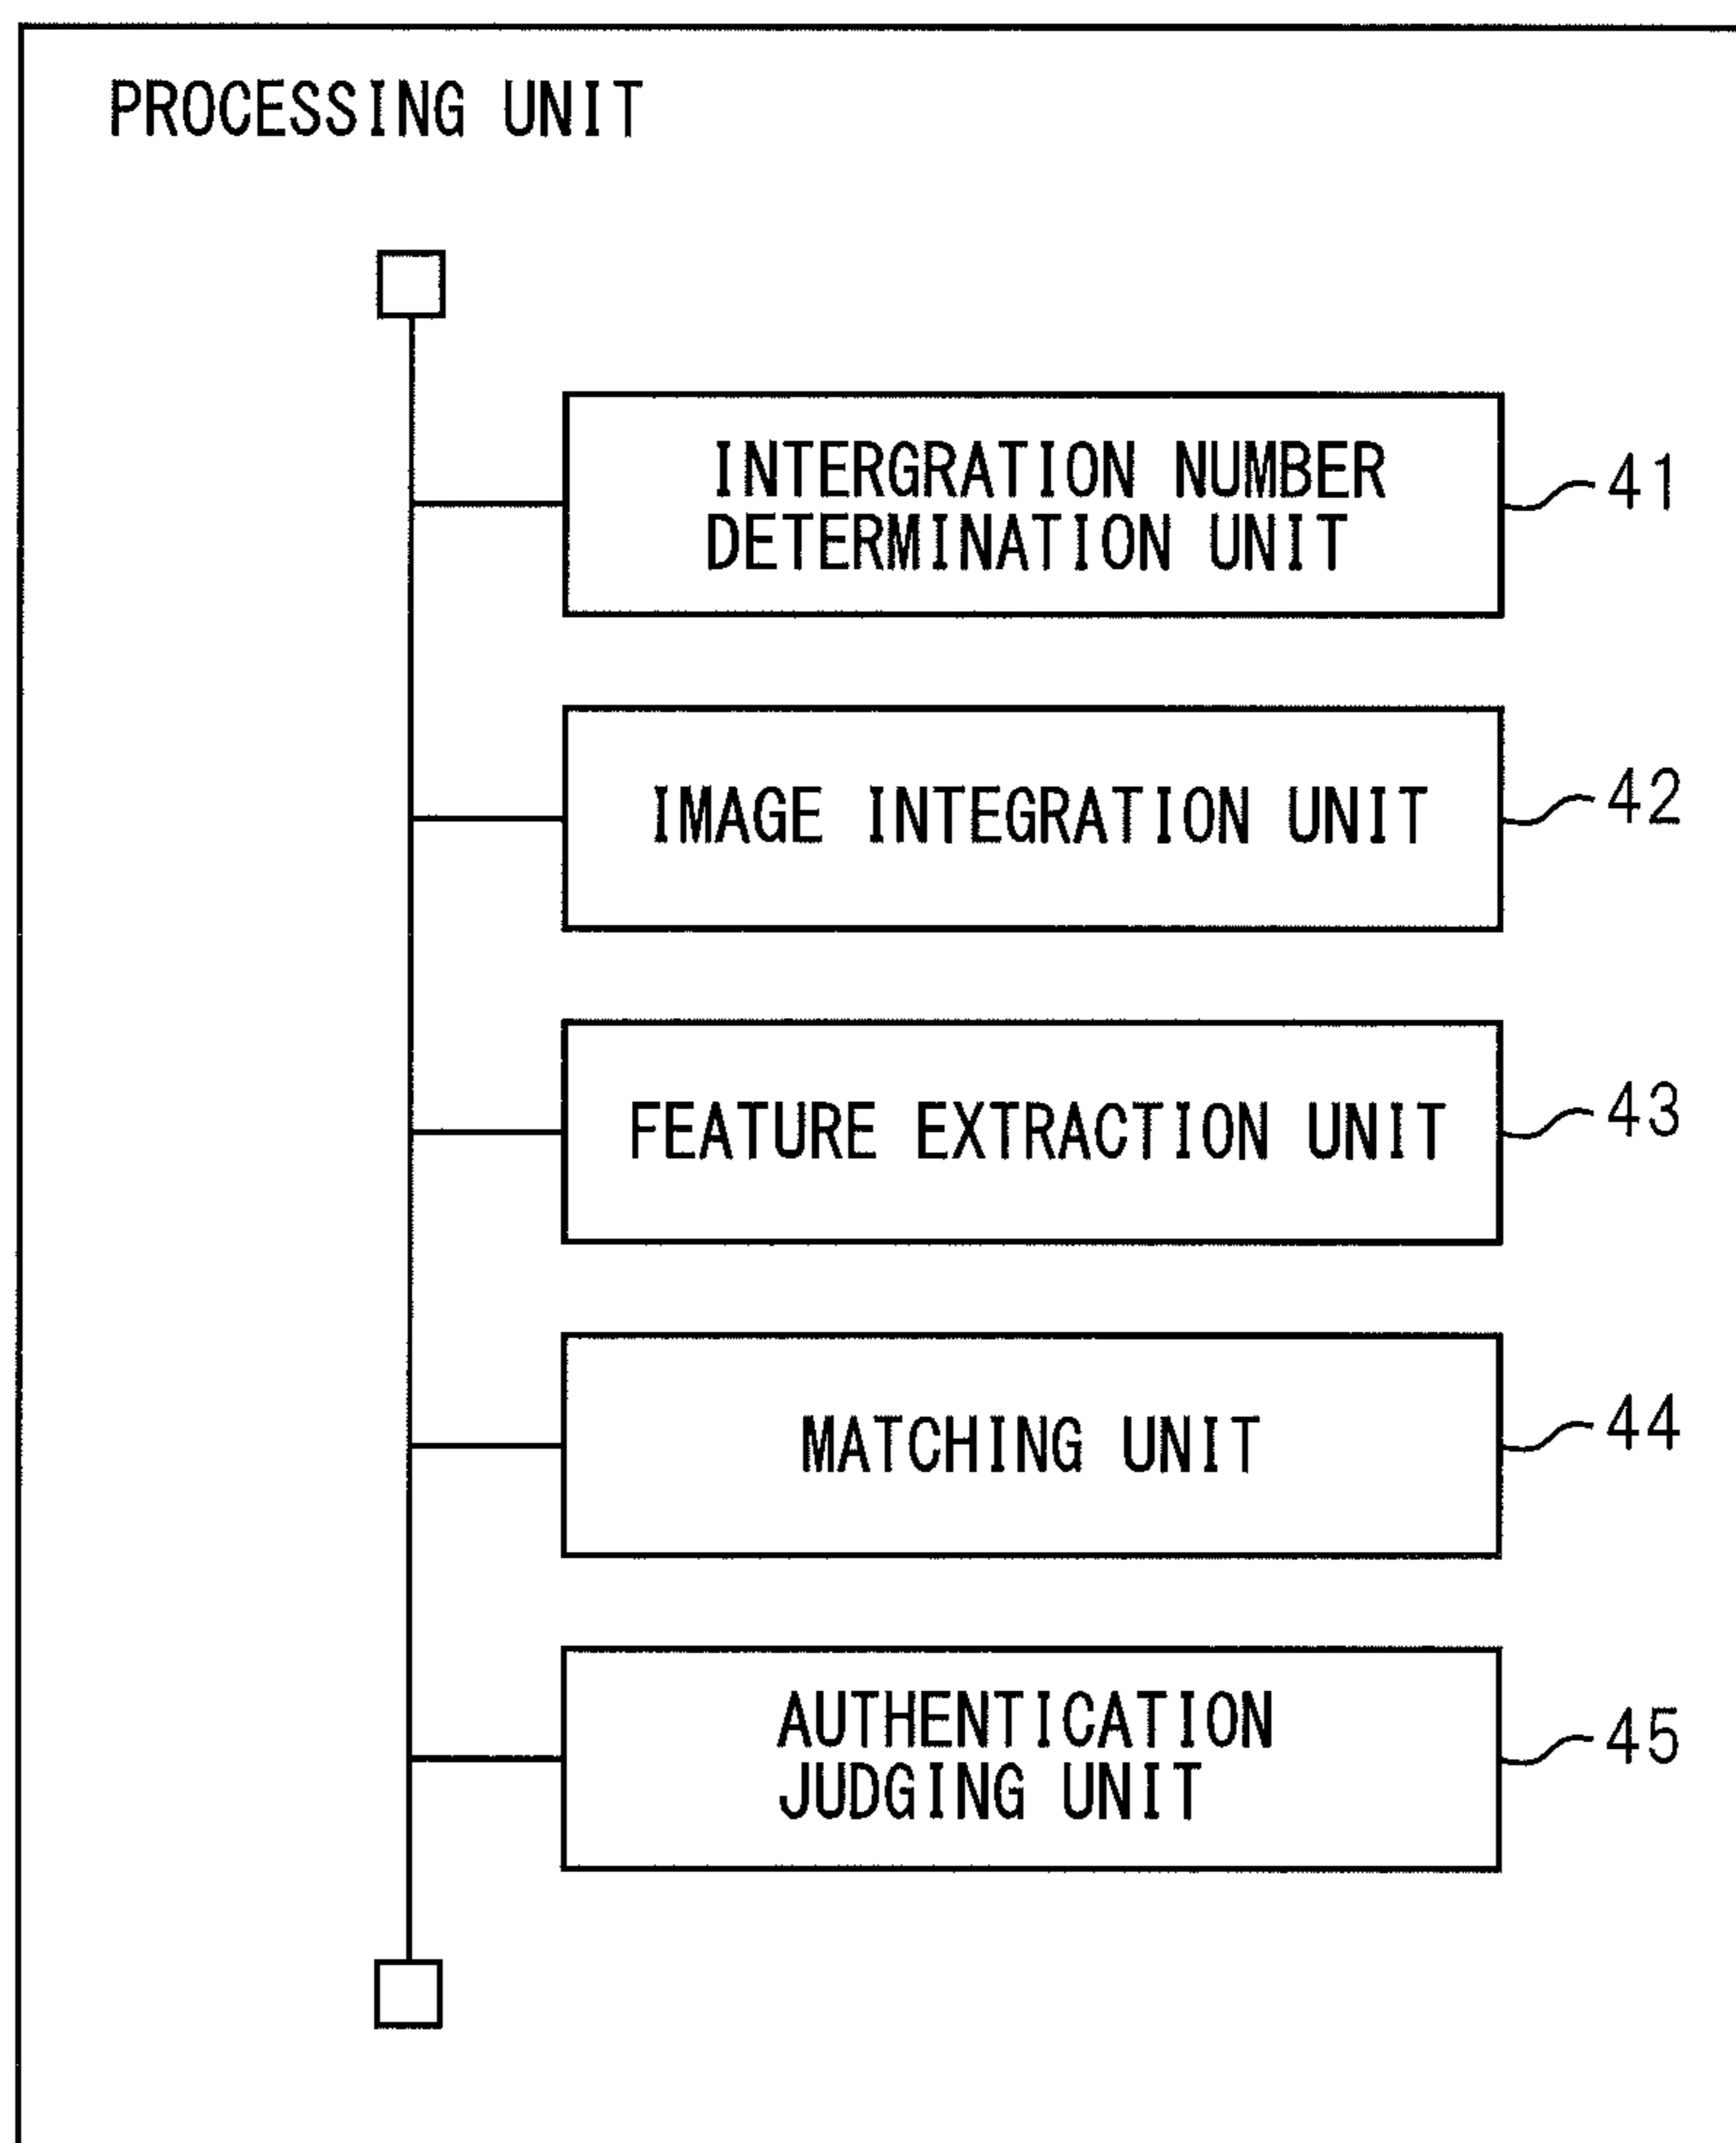 PROCESSING UNIT
INTERGRATION NUMBER
DETERMINATION UNIT
41
IMAGE INTEGRATION UNIT
42
FEATURE EXTRACTION UNIT
43
MATCHING UNIT
44
AUTHENTICATION
JUDGING UNIT
45